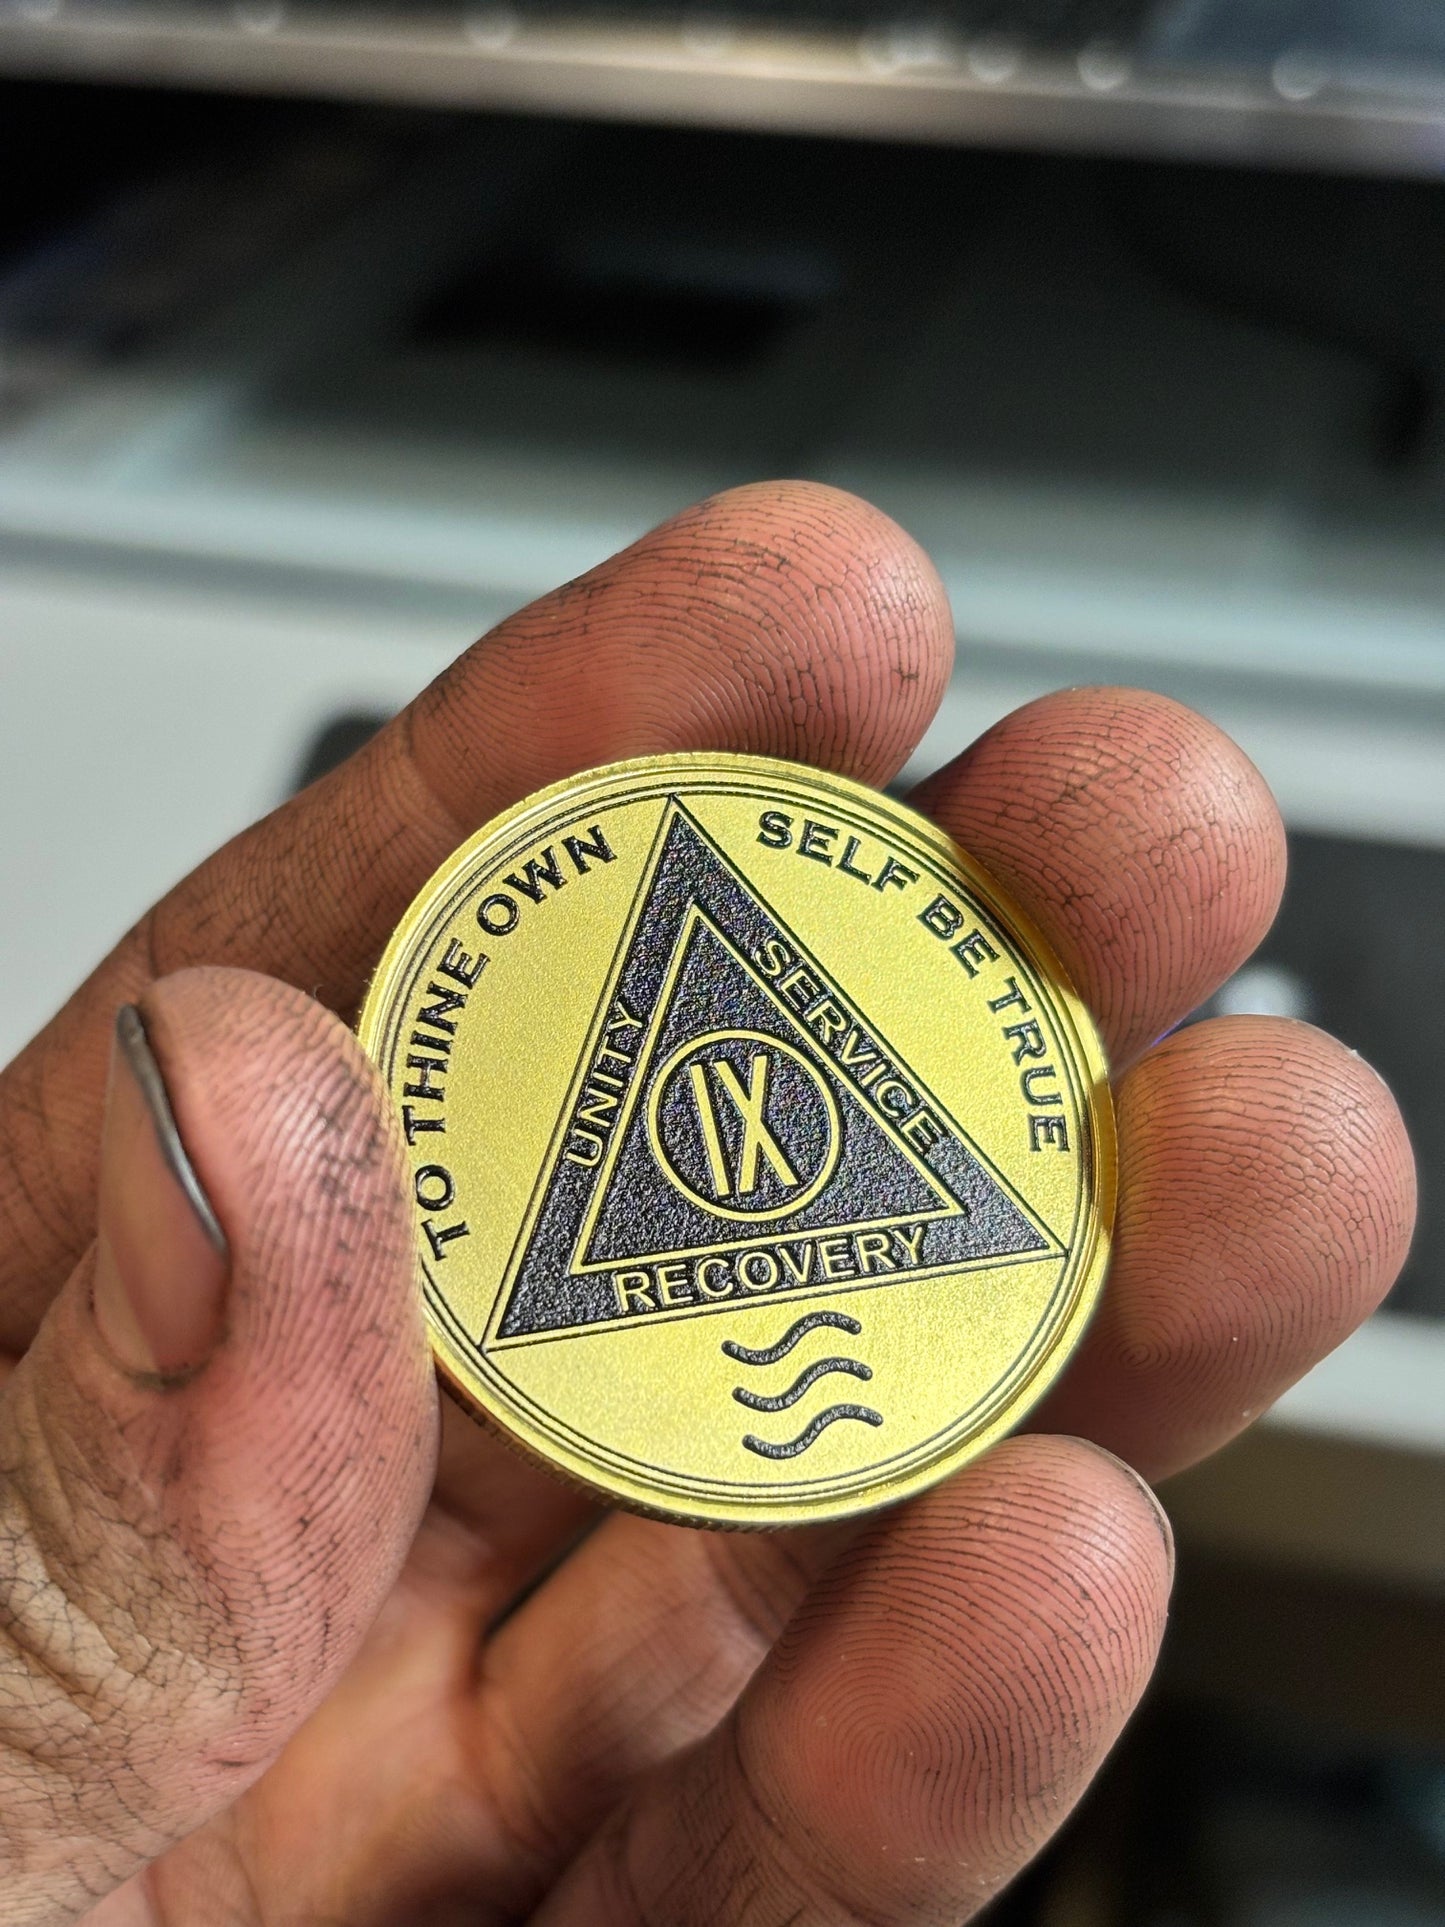 TO THINE OWN SELF BE TRUE
UNITY
SERVICE
IX
RECOVERY